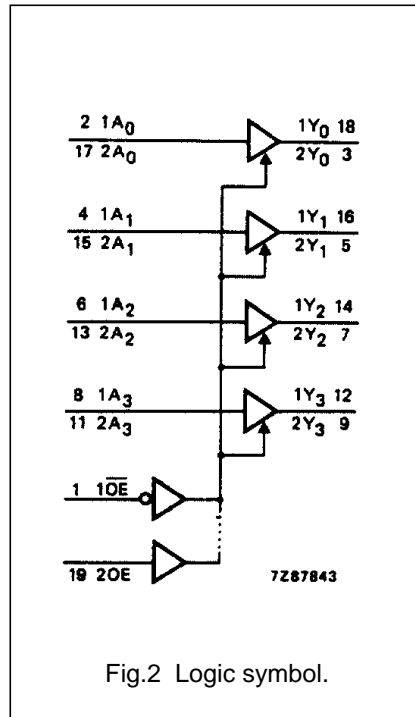 2 1A0 1Y0 18
17 2A0 2Y0 3
4 1A1 1Y1 16
15 2A1 2Y1 5
6 1A2 1Y2 14
13 2A2 2Y2 7
8 1A3 1Y3 12
11 2A3 2Y3 9
1 1O̅E̅
19 2OE
7Z87843
Fig.2 Logic symbol.